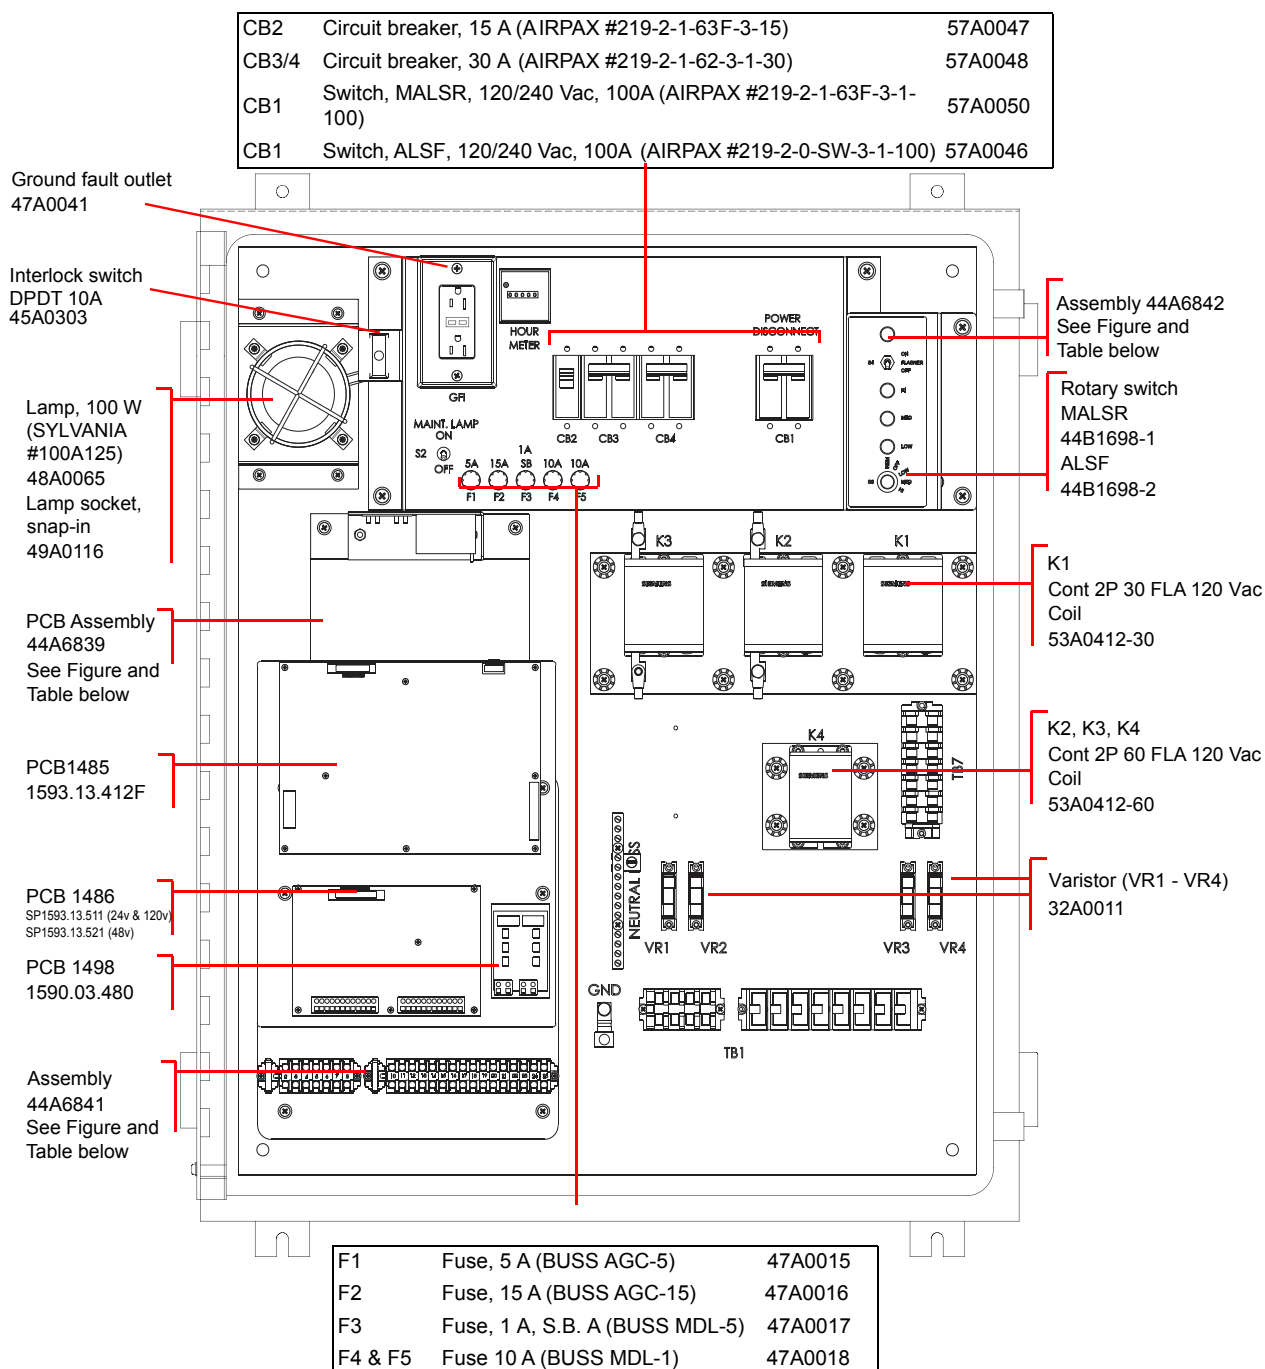 CB2 Circuit breaker, 15 A (AIRPAX #219-2-1-63F-3-15) 57A0047
CB3/4 Circuit breaker, 30 A (AIRPAX #219-2-1-62-3-1-30) 57A0048
CB1 Switch, MALSR, 120/240 Vac, 100A (AIRPAX #219-2-1-63F-3-1-
100) 57A0050
CB1 Switch, ALSF, 120/240 Vac, 100A (AIRPAX #219-2-0-SW-3-1-100) 57A0046
Ground fault outlet
47A0041
Interlock switch
DPDT 10A
45A0303
Lamp, 100 W
(SYLVANIA
#100A125)
48A0065
Lamp socket,
snap-in
49A0116
PCB Assembly
44A6839
See Figure and
Table below
PCB1485
1593.13.412F
PCB 1486
SP1593.13.511 (24v & 120v)
SP1593.13.521 (48v)
PCB 1498
1590.03.480
Assembly
44A6841
See Figure and
Table below
HOUR
METER
GFI
MAINT. LAMP
ON
S2
OFF
5A 15A 1A SB 10A 10A
F1 F2 F3 F4 F5
POWER
DISCONNECT
CB2 CB3 CB4 CB1
ON
FLASHER
OFF
HI
MED
LOW
K3 K2 K1
SIEMENS SIEMENS SIEMENS
K4
SIEMENS
TB7
NEUTRAL BUSS
VR1 VR2 VR3 VR4
GND
TB1
Assembly 44A6842
See Figure and
Table below
Rotary switch
MALSR
44B1698-1
ALSF
44B1698-2
K1
Cont 2P 30 FLA 120 Vac
Coil
53A0412-30
K2, K3, K4
Cont 2P 60 FLA 120 Vac
Coil
53A0412-60
Varistor (VR1 - VR4)
32A0011
F1 Fuse, 5 A (BUSS AGC-5) 47A0015
F2 Fuse, 15 A (BUSS AGC-15) 47A0016
F3 Fuse, 1 A, S.B. A (BUSS MDL-5) 47A0017
F4 & F5 Fuse 10 A (BUSS MDL-1) 47A0018